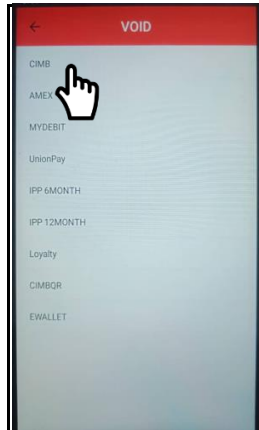 VOID
CIMB
AMEX
MYDEBIT
UnionPay
IPP 6MONTH
IPP 12MONTH
Loyalty
CIMBQR
EWALLET